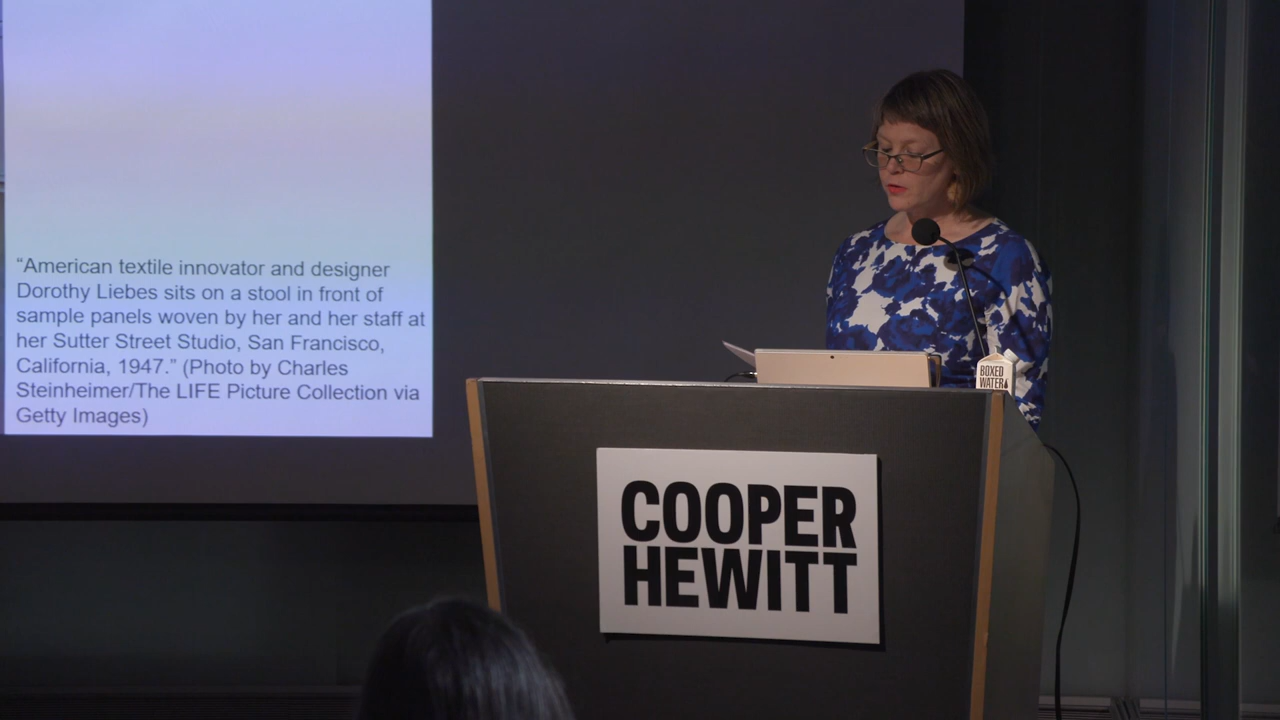 “American textile innovator and designer
Dorothy Liebes sits on a stool in front of
sample panels woven by her and her staff at
her Sutter Street Studio, San Francisco,
California, 1947.” (Photo by Charles
Steinheimer/The LIFE Picture Collection via
Getty Images)
BOXED
WATER
COOPER
HEWITT